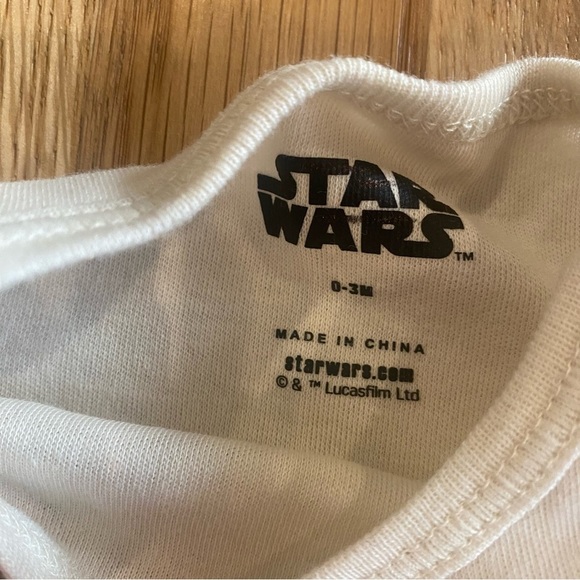 STAR
WARS™
0-3M
MADE IN CHINA
starwars.com
© & ™ Lucasfilm Ltd